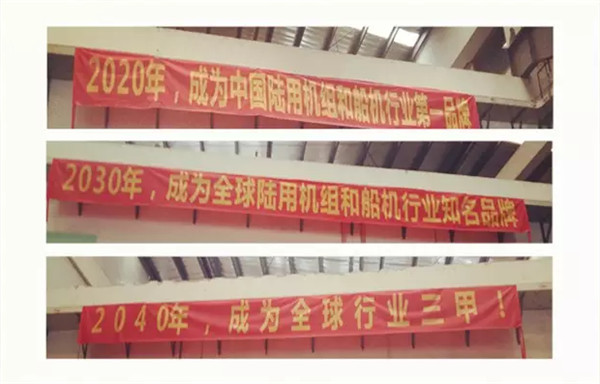 2020年，成为中国陆用机组和船机行业第一品牌
2030年，成为全球陆用机组和船机行业知名品牌
2040年，成为全球行业三甲！